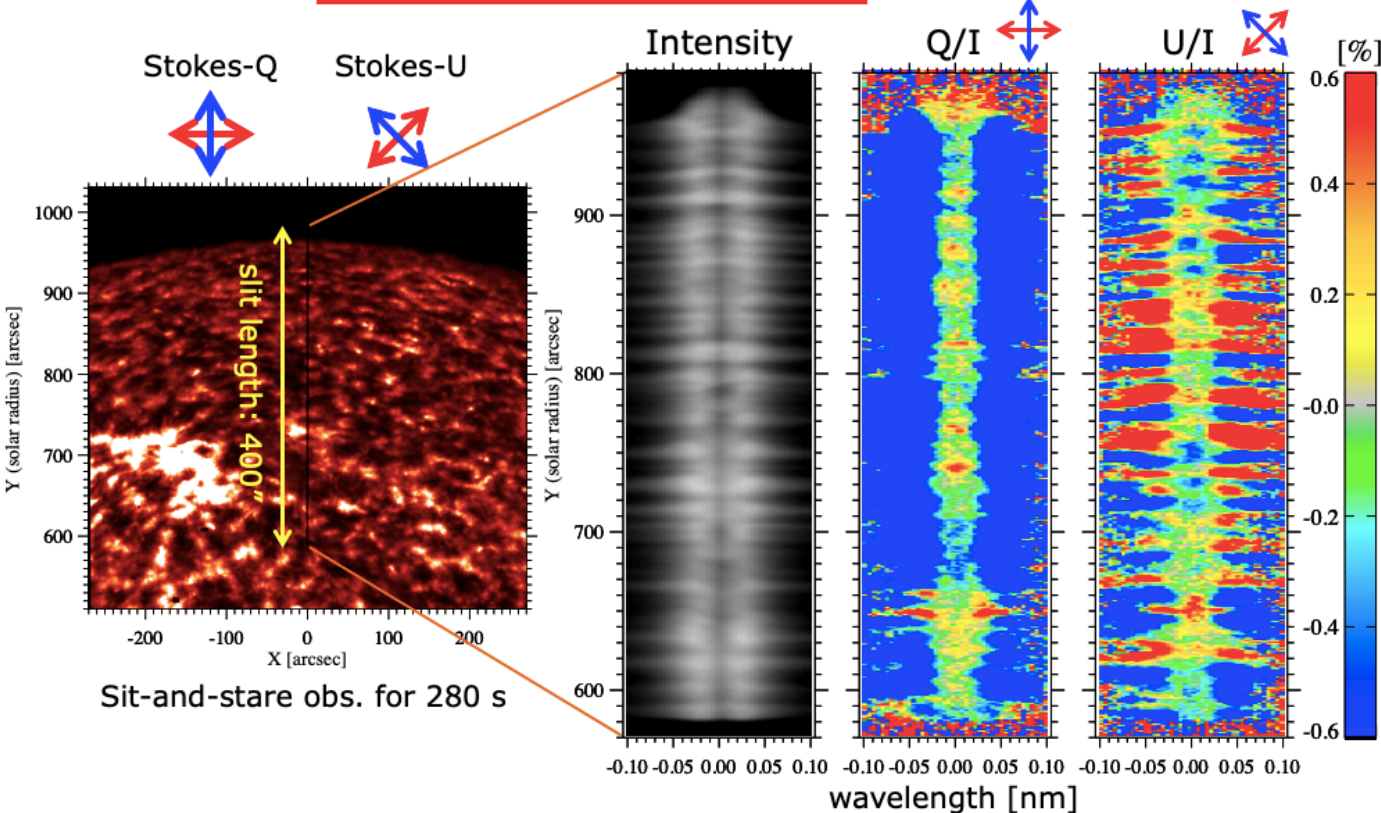 Stokes-Q
Stokes-U
1000
900
800
700
600
Y (solar radius) [arcsec]
-200
-100
0
100
200
X [arcsec]
slit length: 400”
Sit-and-stare obs. for 280 s
Intensity
Q/I
U/I
[%]
Y (solar radius) [arcsec]
900
800
700
600
-0.10 -0.05 0.00 0.05 0.10
-0.10 -0.05 0.00 0.05 0.10
-0.10 -0.05 0.00 0.05 0.10
wavelength [nm]
0.6
0.4
0.2
-0.0
-0.2
-0.4
-0.6